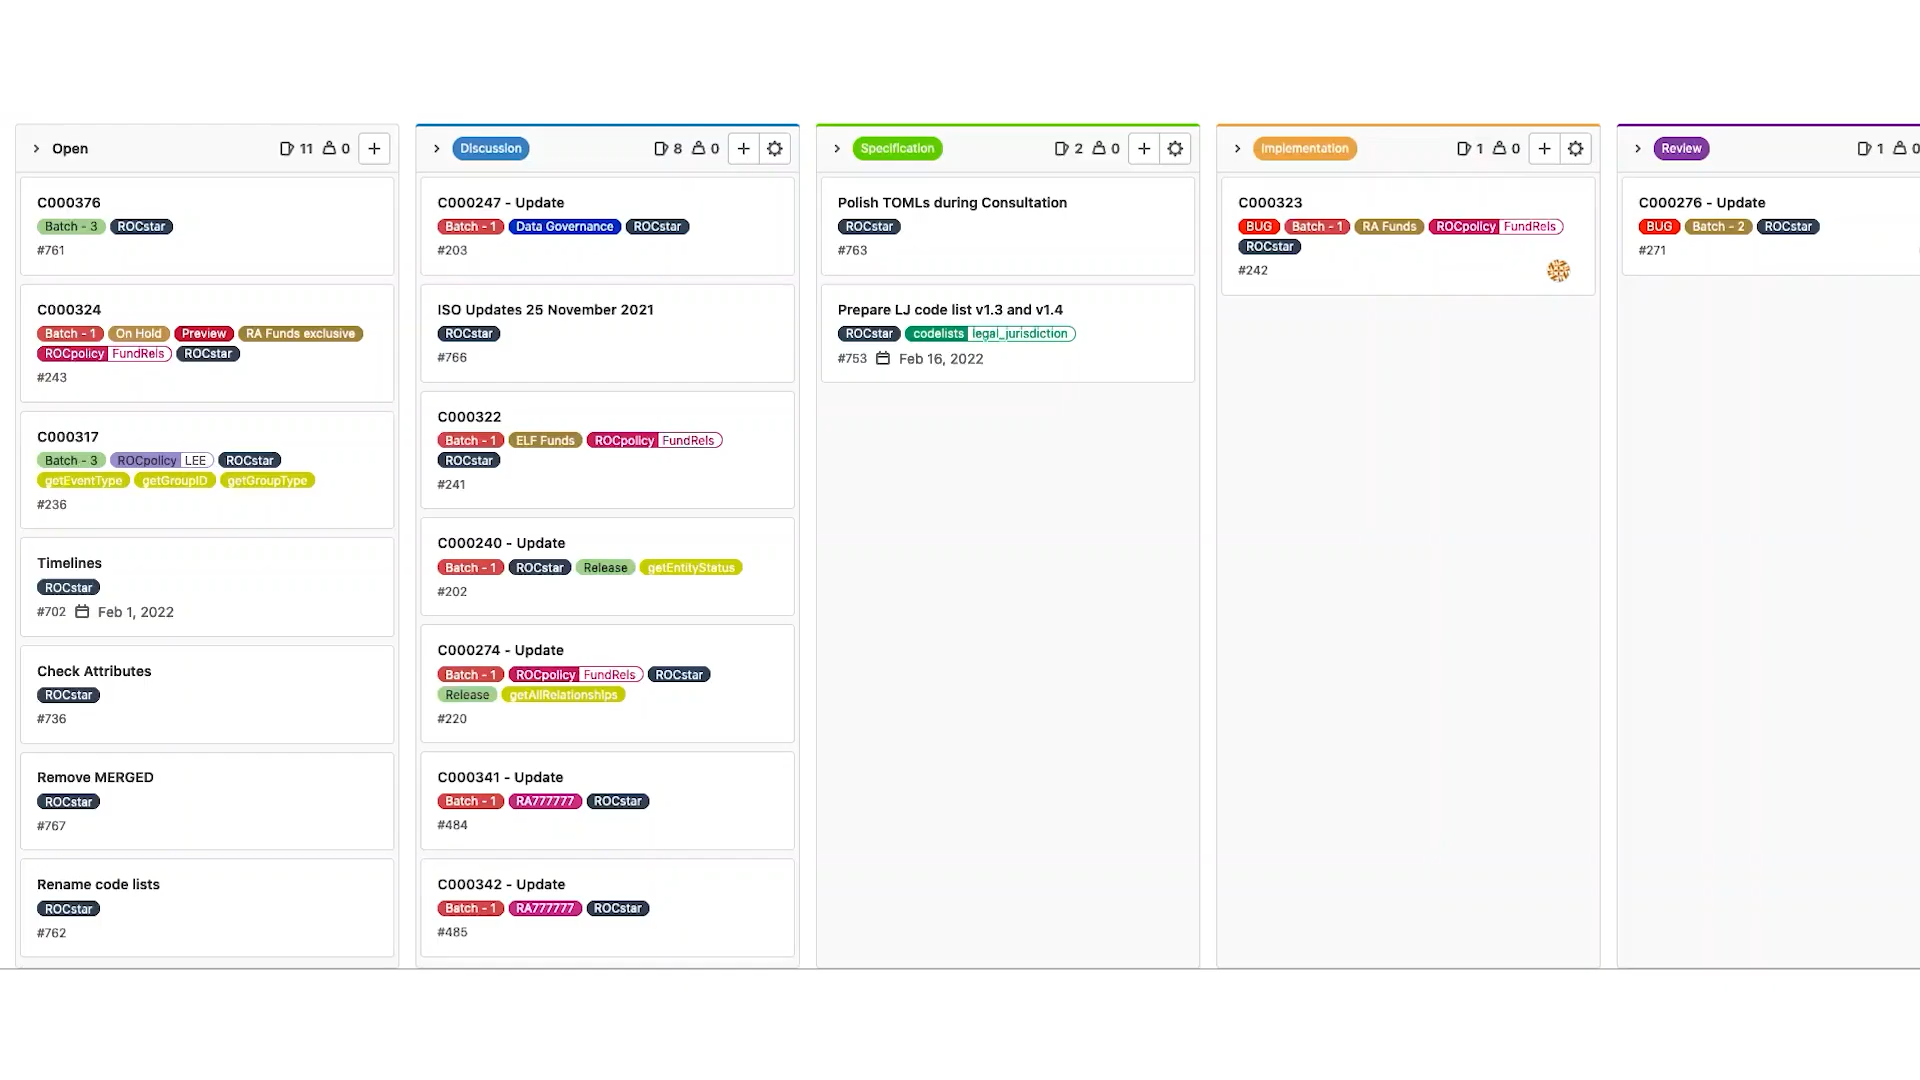 Open 11 0
C000376
Batch - 3 ROCstar
#761
C000324
Batch - 1 On Hold Preview RA Funds exclusive
ROCpolicy FundRels ROCstar
#243
C000317
Batch - 3 ROCpolicy LEE ROCstar
getEventType getGroupID getGroupType
#236
Timelines
ROCstar
#702 Feb 1, 2022
Check Attributes
ROCstar
#736
Remove MERGED
ROCstar
#767
Rename code lists
ROCstar
#762
Discussion 8 0
C000247 - Update
Batch - 1 Data Governance ROCstar
#203
ISO Updates 25 November 2021
ROCstar
#766
C000322
Batch - 1 ELF Funds ROCpolicy FundRels
ROCstar
#241
C000240 - Update
Batch - 1 ROCstar Release getEntityStatus
#202
C000274 - Update
Batch - 1 ROCpolicy FundRels ROCstar
Release getAllRelationships
#220
C000341 - Update
Batch - 1 RA777777 ROCstar
#484
C000342 - Update
Batch - 1 RA777777 ROCstar
#485
Specification 2 0
Polish TOMLs during Consultation
ROCstar
#763
Prepare LJ code list v1.3 and v1.4
ROCstar codelists legal_jurisdiction
#753 Feb 16, 2022
Implementation 1 0
C000323
BUG Batch - 1 RA Funds ROCpolicy FundRels
ROCstar
#242
Review 1 0
C000276 - Update
BUG Batch - 2 ROCstar
#271